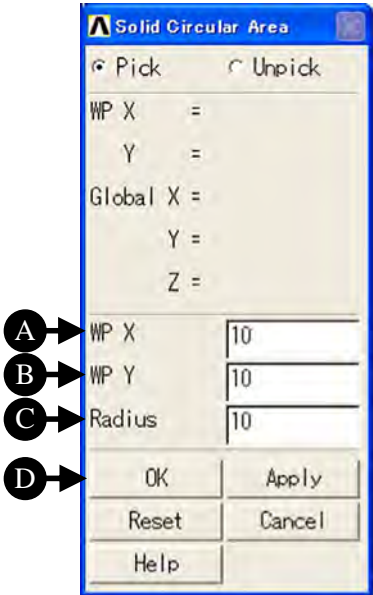 Solid Circular Area
Pick Unpick
WP X =
Y =
Global X =
Y =
Z =
A WP X 10
B WP Y 10
C Radius 10
D OK Apply
Reset Cancel
Help